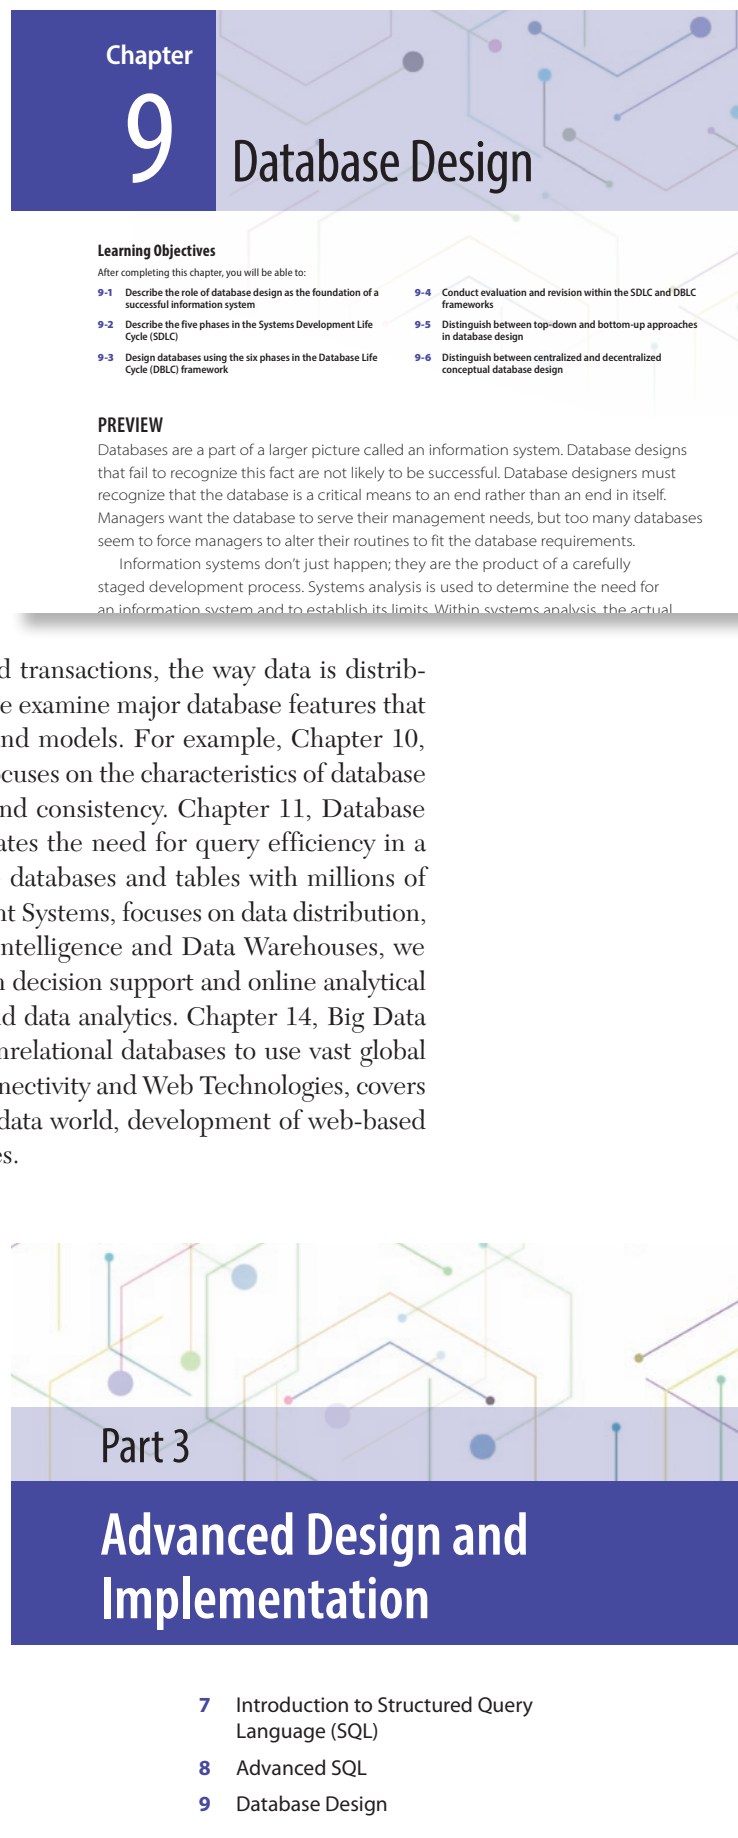 Chapter
9
Database Design
Learning Objectives
After completing this chapter, you will be able to:
9-1 Describe the role of database design as the foundation of a
successful information system
9-2 Describe the five phases in the Systems Development Life
Cycle (SDLC)
9-3 Design databases using the six phases in the Database Life
Cycle (DBLC) framework
9-4 Conduct evaluation and revision within the SDLC and DBLC
frameworks
9-5 Distinguish between top-down and bottom-up approaches
in database design
9-6 Distinguish between centralized and decentralized
conceptual database design
PREVIEW
Databases are a part of a larger picture called an information system. Database designs
that fail to recognize this fact are not likely to be successful. Database designers must
recognize that the database is a critical means to an end rather than an end in itself.
Managers want the database to serve their management needs, but too many databases
seem to force managers to alter their routines to fit the database requirements.
Information systems don't just happen; they are the product of a carefully
staged development process. Systems analysis is used to determine the need for
an information system and to establish its limits. Within systems analysis, the actual
d transactions, the way data is distrib-
e examine major database features that
nd models. For example, Chapter 10,
cuses on the characteristics of database
nd consistency. Chapter 11, Database
ates the need for query efficiency in a
databases and tables with millions of
nt Systems, focuses on data distribution,
ntelligence and Data Warehouses, we
n decision support and online analytical
nd data analytics. Chapter 14, Big Data
nrelational databases to use vast global
nectivity and Web Technologies, covers
data world, development of web-based
es.
Part 3
Advanced Design and
Implementation
7 Introduction to Structured Query
Language (SQL)
8 Advanced SQL
9 Database Design